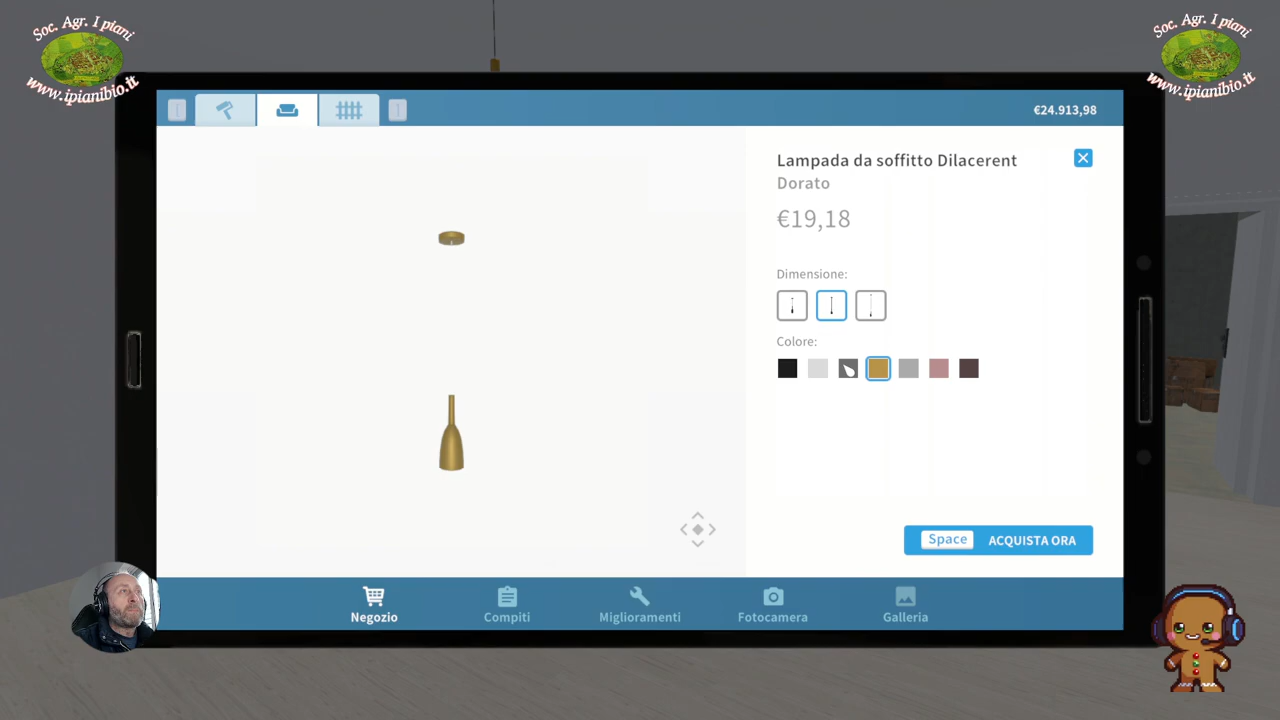 Soc. Agr. I piani
www.ipianibio.it
Soc. Agr. I piani
www.ipianibio.it
€24.913,98
Lampada da soffitto Dilacerent
Dorato
€19,18
Dimensione:
Colore:
Space ACQUISTA ORA
Negozio
Compiti
Miglioramenti
Fotocamera
Galleria